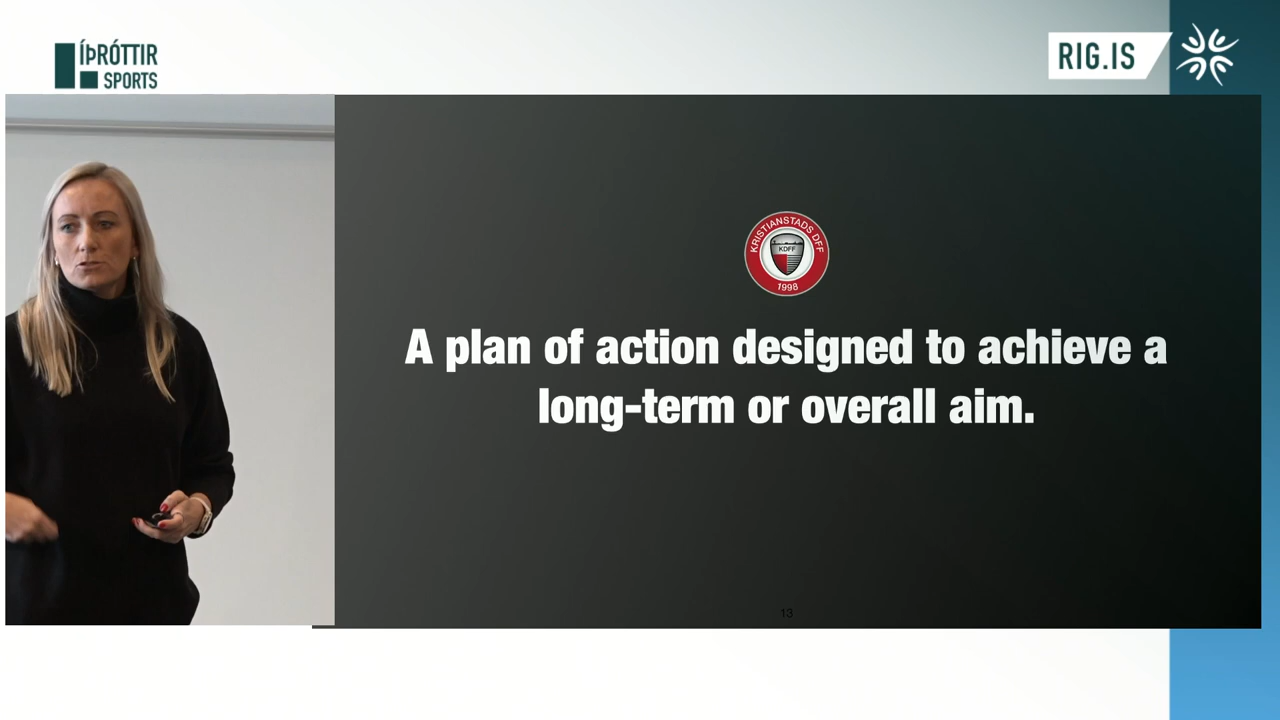 ÍÞRÓTTIR
SPORTS
RIG.IS
KRISTIANSTADS DFF
KDFF
1998
A plan of action designed to achieve a
long-term or overall aim.
13